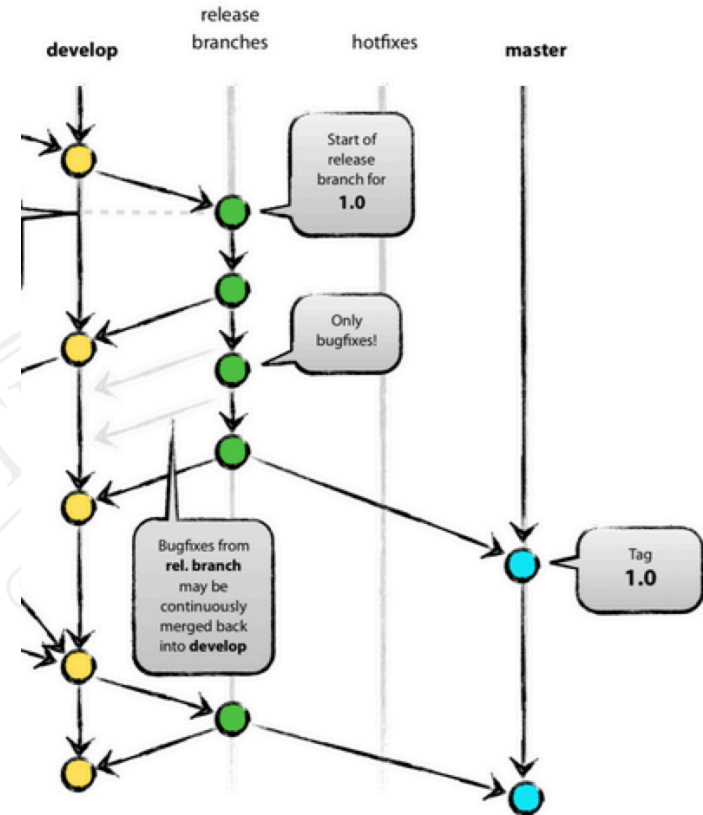 release
branches
develop
hotfixes
master
Start of
release
branch for
1.0
Only
bugfixes!
Bugfixes from
rel. branch
may be
continuously
merged back
into develop
Tag
1.0